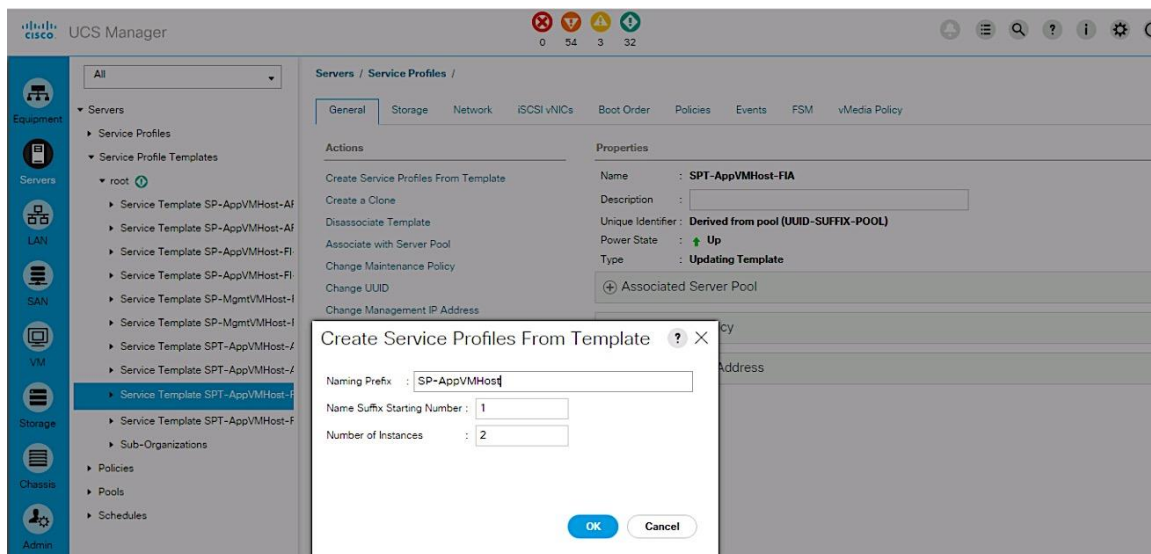 cisco UCS Manager
0 54 3 32
Equipment
Servers
LAN
SAN
VM
Storage
Chassis
Admin
All
Servers
Service Profiles
Service Profile Templates
root
Service Template SP-AppVMHost-AF
Service Template SP-AppVMHost-AF
Service Template SP-AppVMHost-FI
Service Template SP-AppVMHost-FI
Service Template SP-MgmtVMHost-F
Service Template SP-MgmtVMHost-F
Service Template SPT-AppVMHost-A
Service Template SPT-AppVMHost-A
Service Template SPT-AppVMHost-F
Service Template SPT-AppVMHost-F
Sub-Organizations
Policies
Pools
Schedules
Servers / Service Profiles /
General Storage Network iSCSI vNICs Boot Order Policies Events FSM vMedia Policy
Actions
Create Service Profiles From Template
Create a Clone
Disassociate Template
Associate with Server Pool
Change Maintenance Policy
Change UUID
Change Management IP Address
Properties
Name : SPT-AppVMHost-FIA
Description :
Unique Identifier : Derived from pool (UUID-SUFFIX-POOL)
Power State : Up
Type : Updating Template
Associated Server Pool
cy
Address
Create Service Profiles From Template ?
Naming Prefix : SP-AppVMHost
Name Suffix Starting Number : 1
Number of Instances : 2
OK Cancel